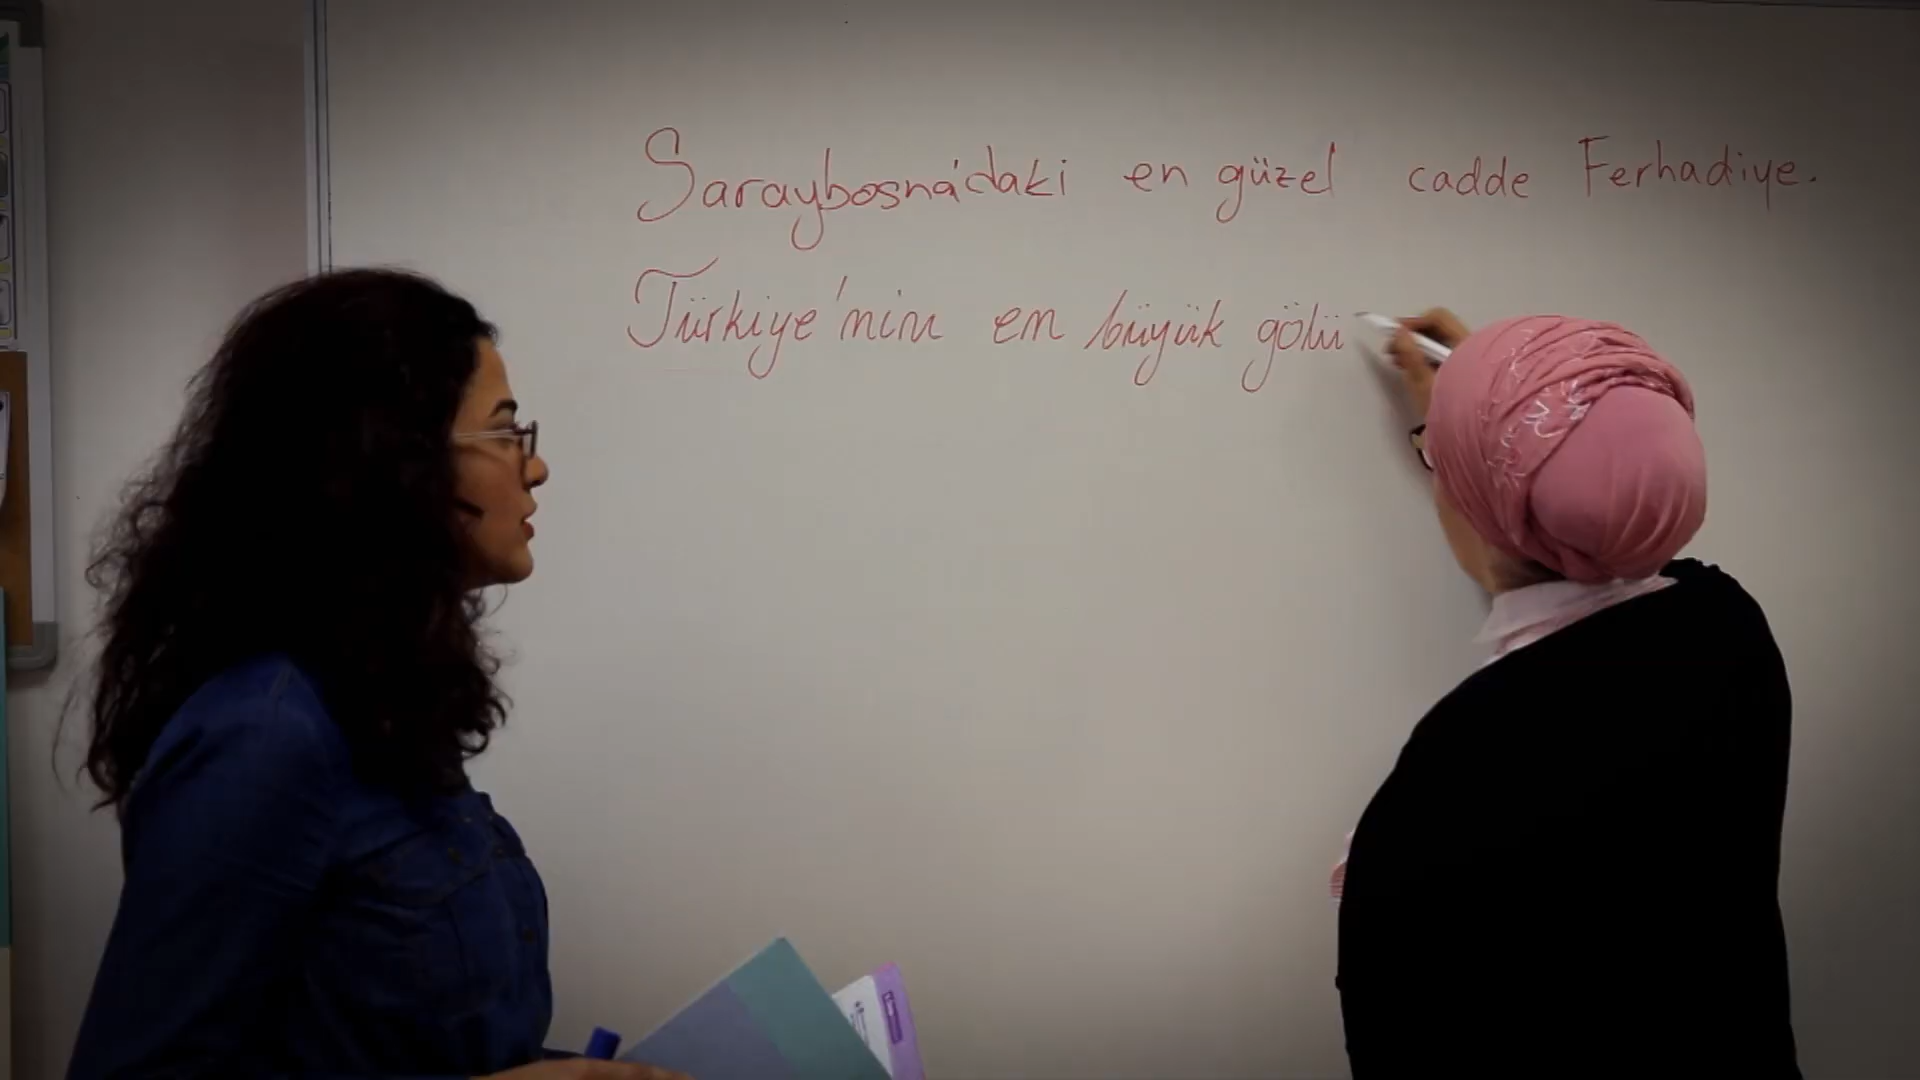 Saraybosna'daki en güzel cadde Ferhadiye.
Türkiye'nin en büyük gölü